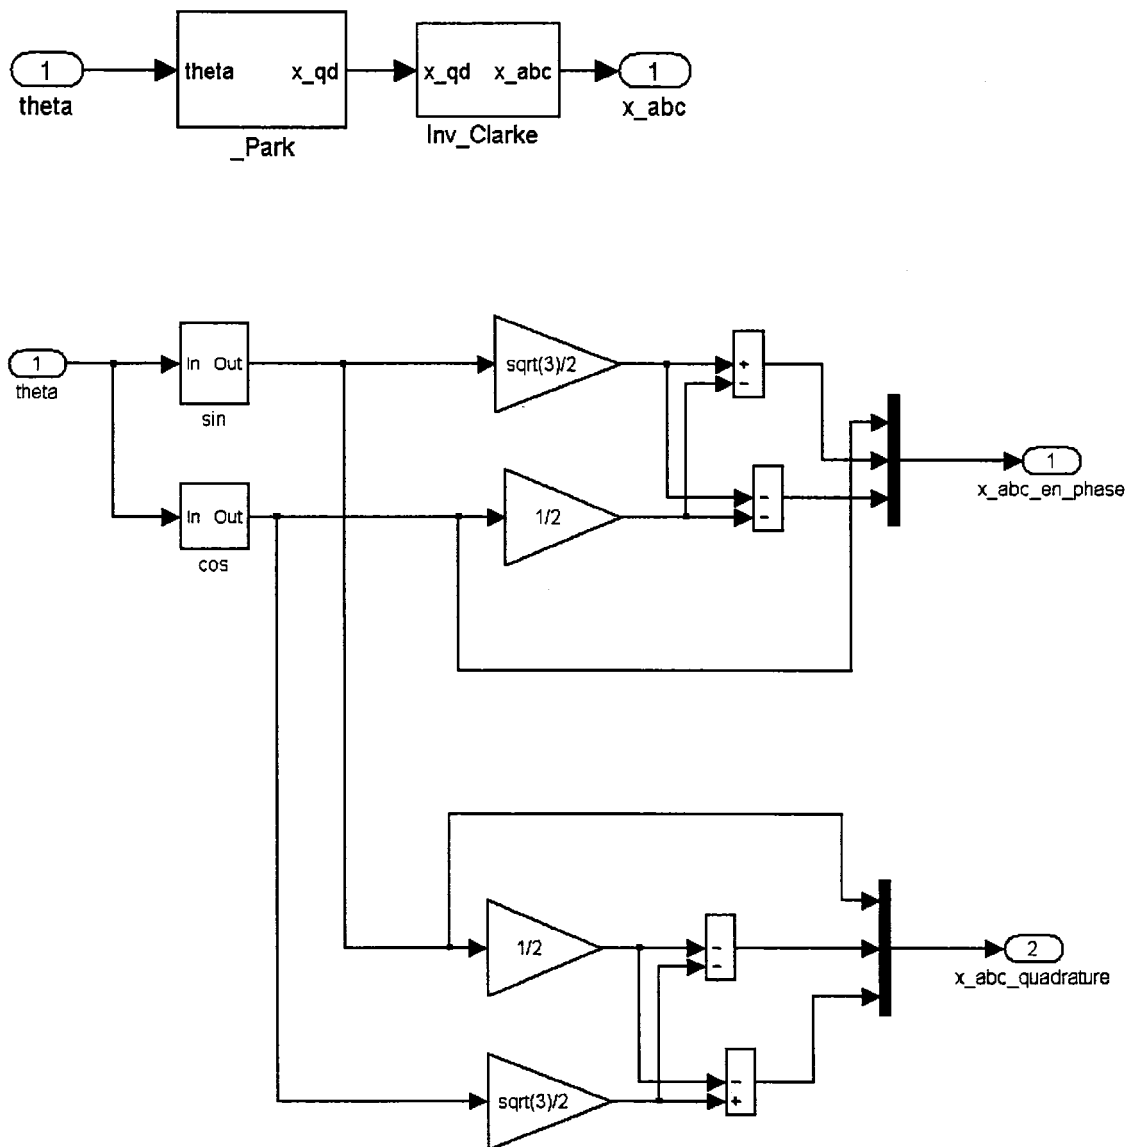 1
theta
theta x_qd
_Park
x_qd x_abc
Inv_Clarke
1
x_abc
1
theta
In Out
sin
In Out
cos
sqrt(3)/2
1/2
+
-
-
-
1
x_abc_en_phase
1/2
sqrt(3)/2
-
-
-
+
2
x_abc_quadrature